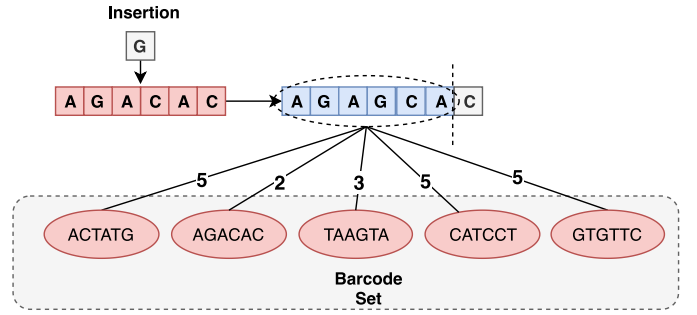 Insertion
G
A G A C A C
A G A G C A C
5 2 3 5 5
ACTATG AGACAC TAAGTA CATCCT GTGTTC
Barcode
Set